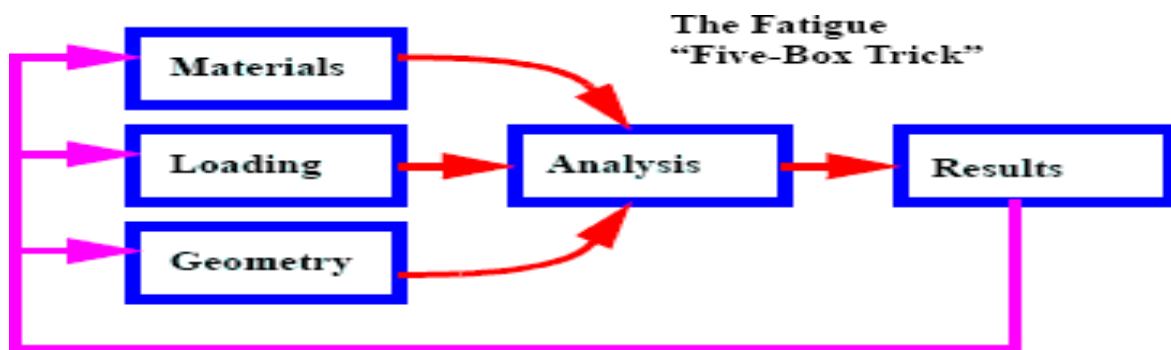 The Fatigue
“Five-Box Trick”
Materials
Loading
Geometry
Analysis
Results